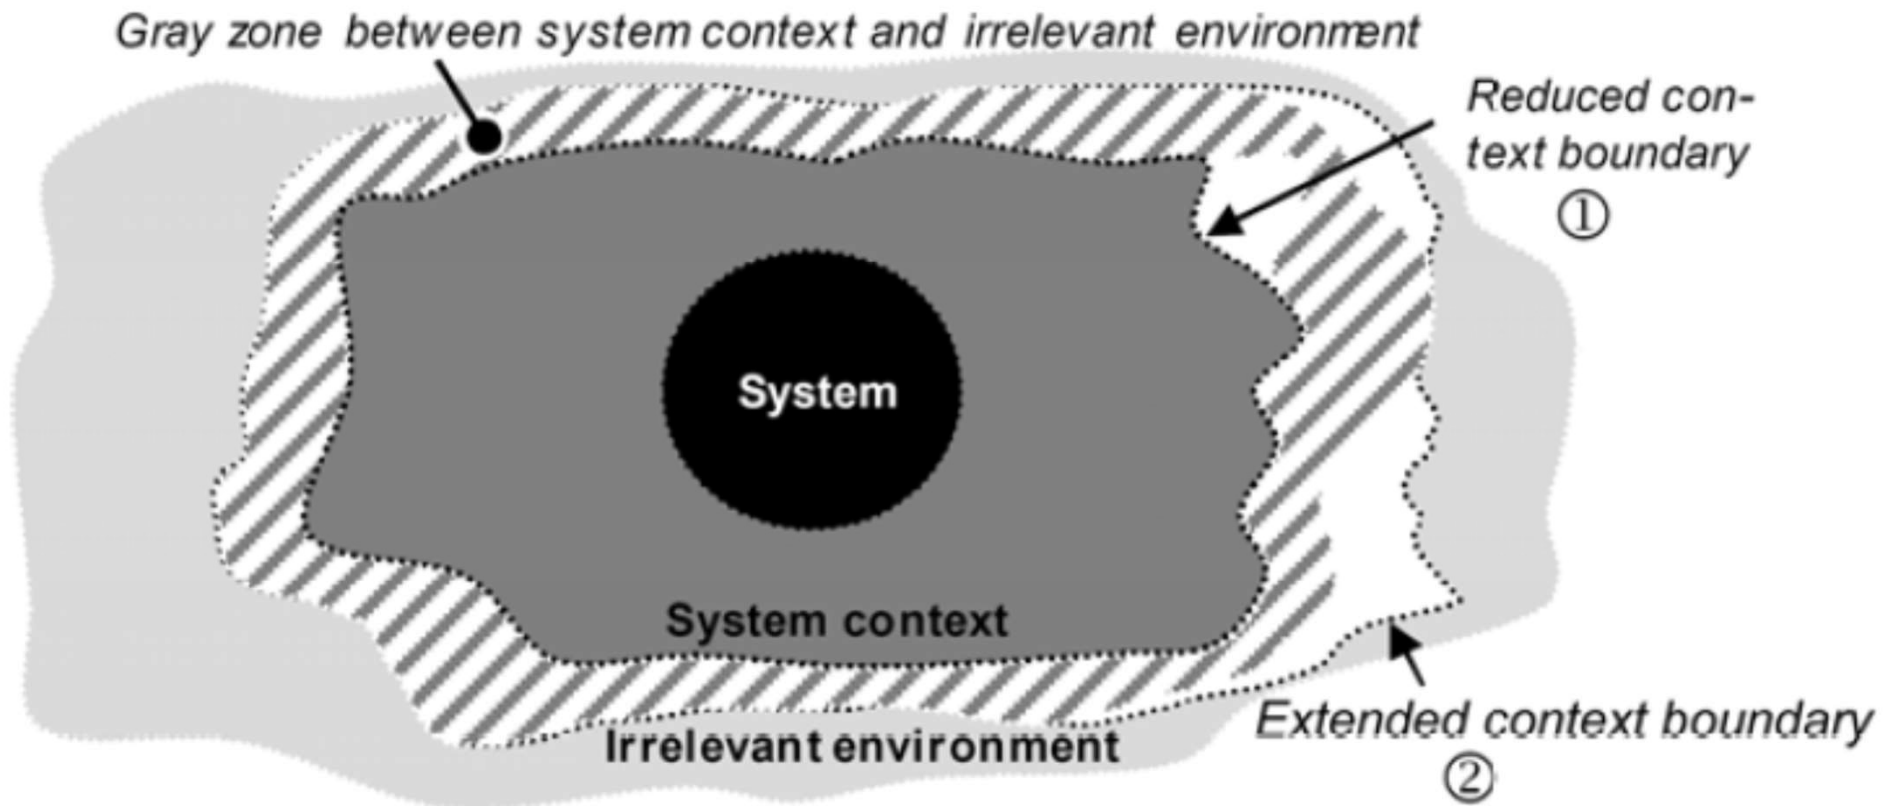 Gray zone between system context and irrelevant environment
Reduced con-
text boundary
①
System
System context
Extended context boundary
Irrelevant environment
②